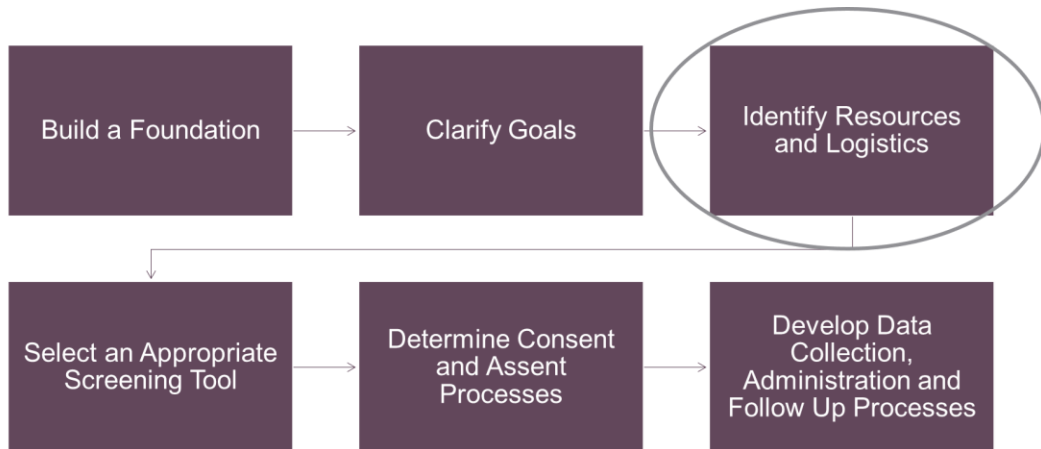 Build a Foundation
Clarify Goals
Identify Resources
and Logistics
Select an Appropriate
Screening Tool
Determine Consent
and Assent
Processes
Develop Data
Collection,
Administration and
Follow Up Processes